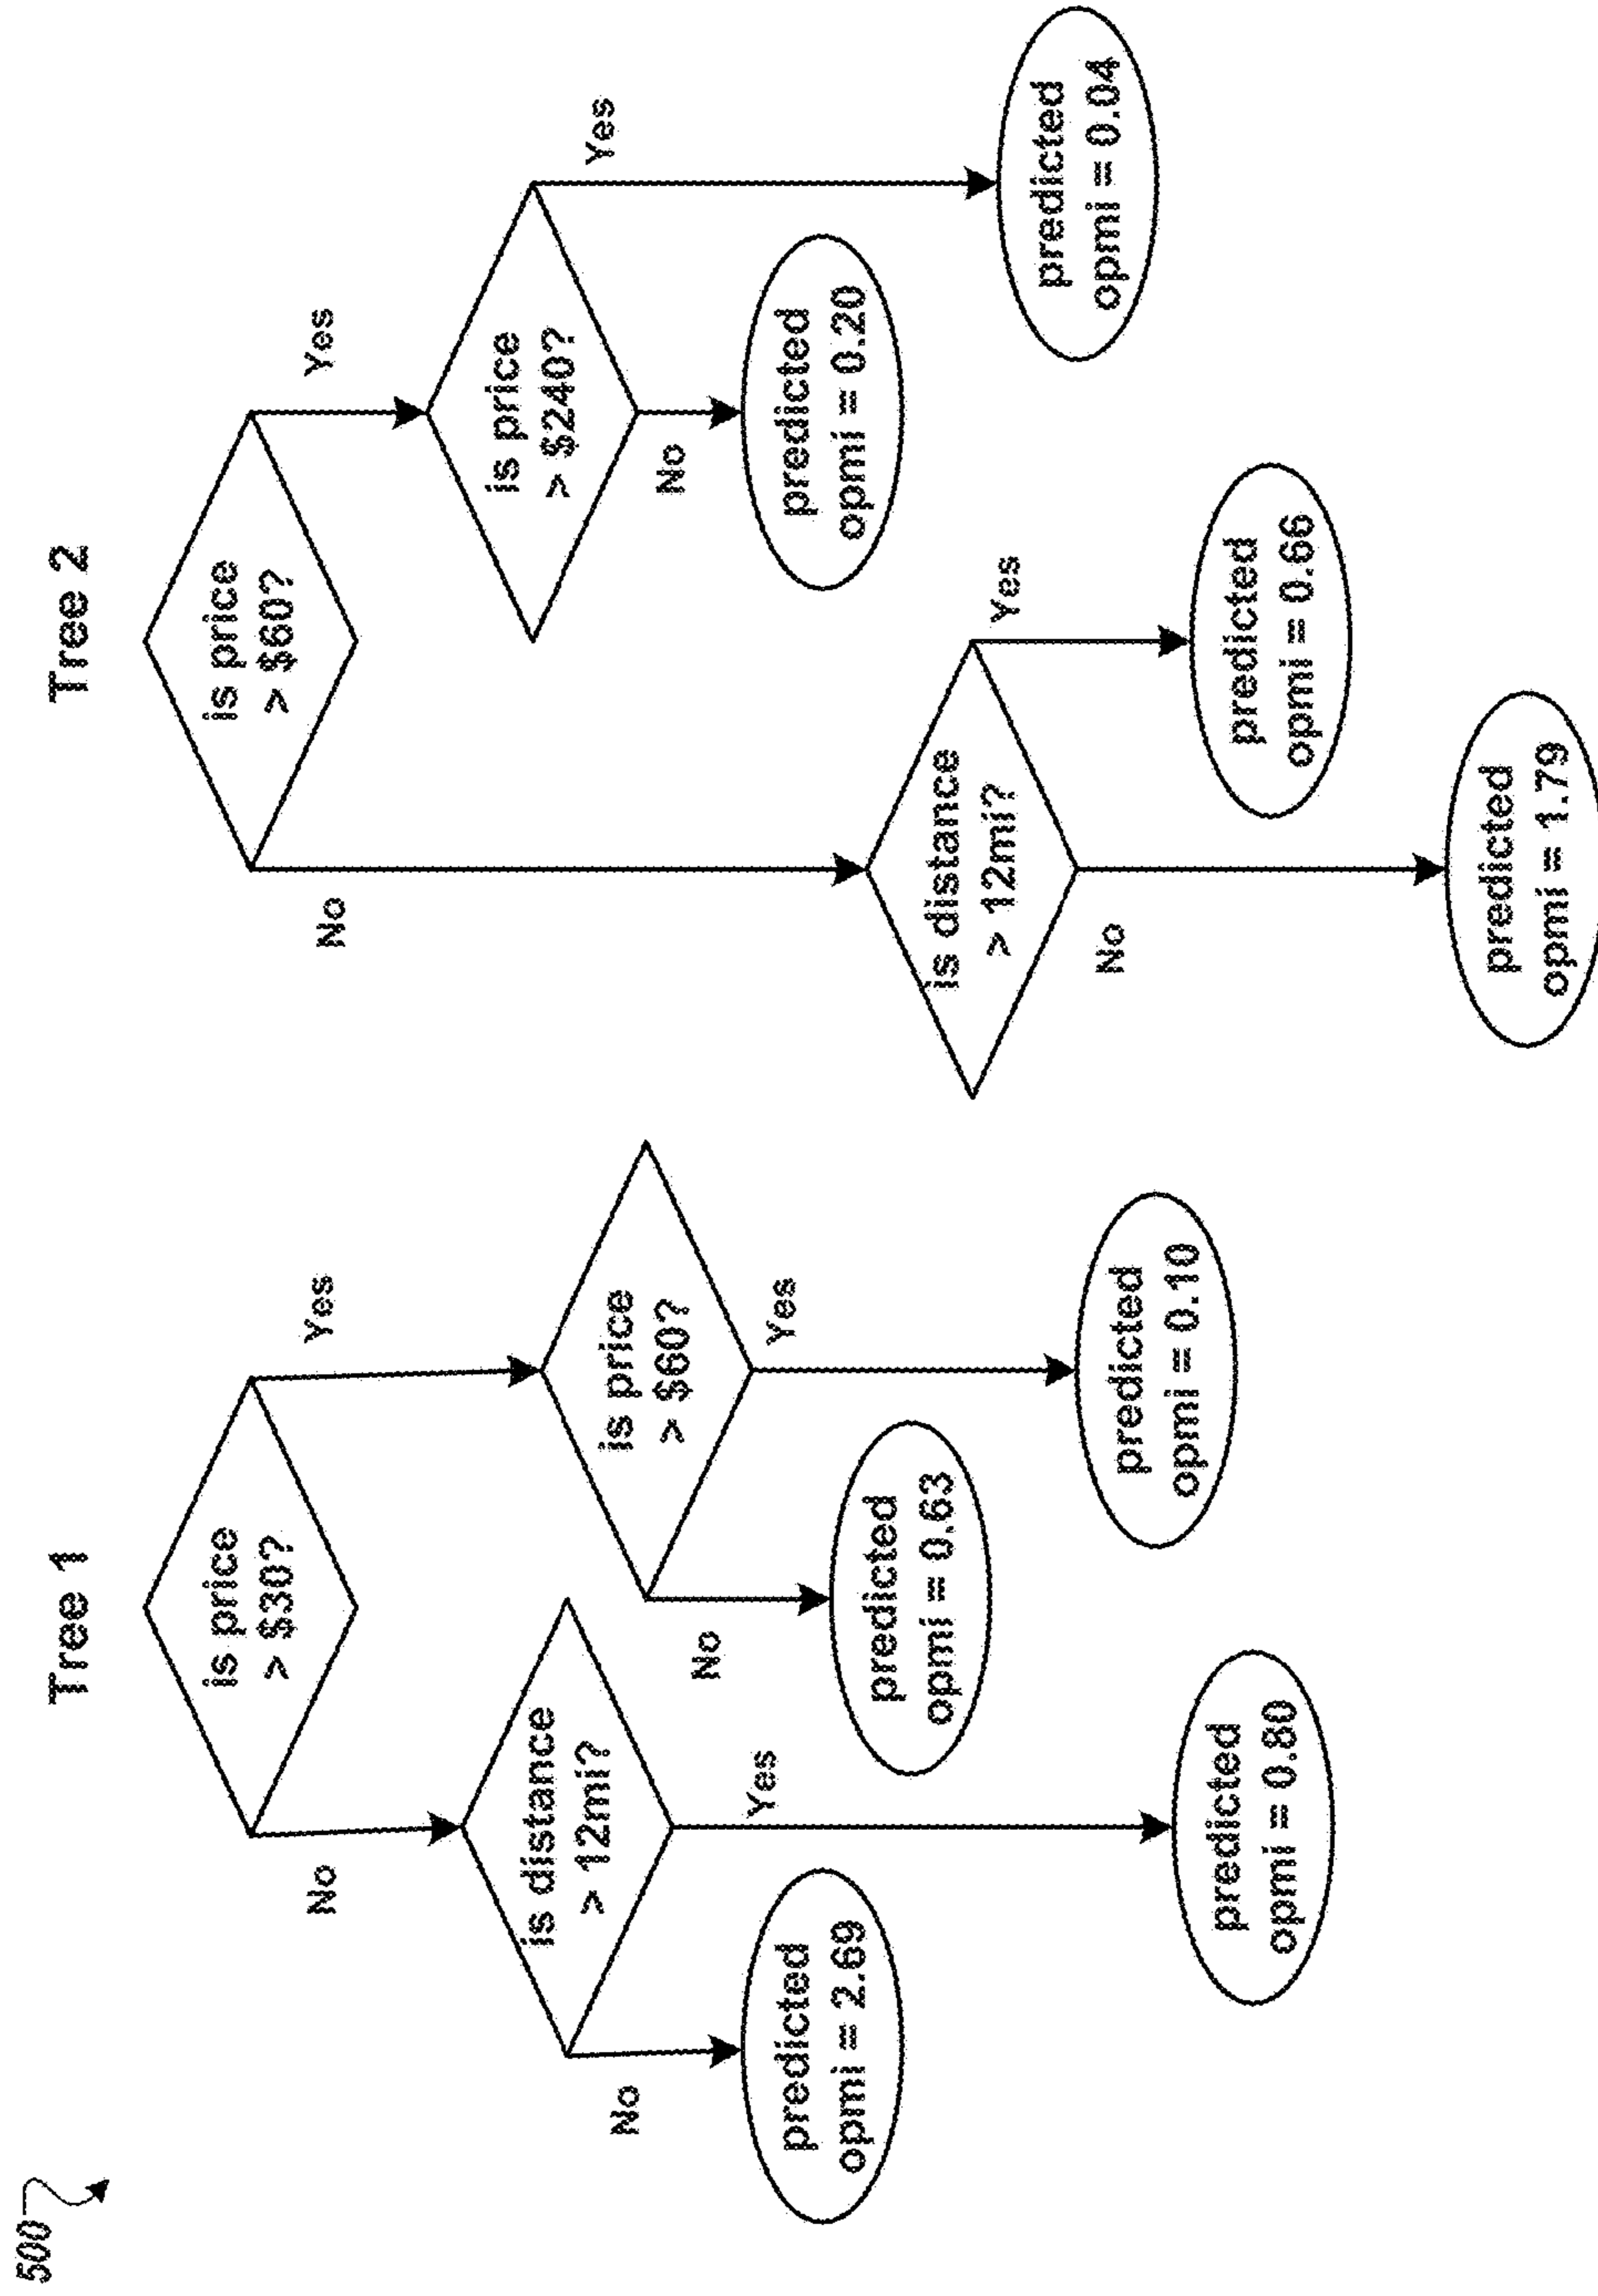 500
Tree 1
is price
> $30?
No
Yes
is distance
> 12mi?
No
Yes
predicted
opmi = 2.69
predicted
opmi = 0.80
is price
> $60?
No
Yes
predicted
opmi = 0.63
predicted
opmi = 0.10
Tree 2
is price
> $60?
No
Yes
is distance
> 12mi?
No
Yes
predicted
opmi = 1.79
predicted
opmi = 0.66
is price
> $240?
No
Yes
predicted
opmi = 0.20
predicted
opmi = 0.04